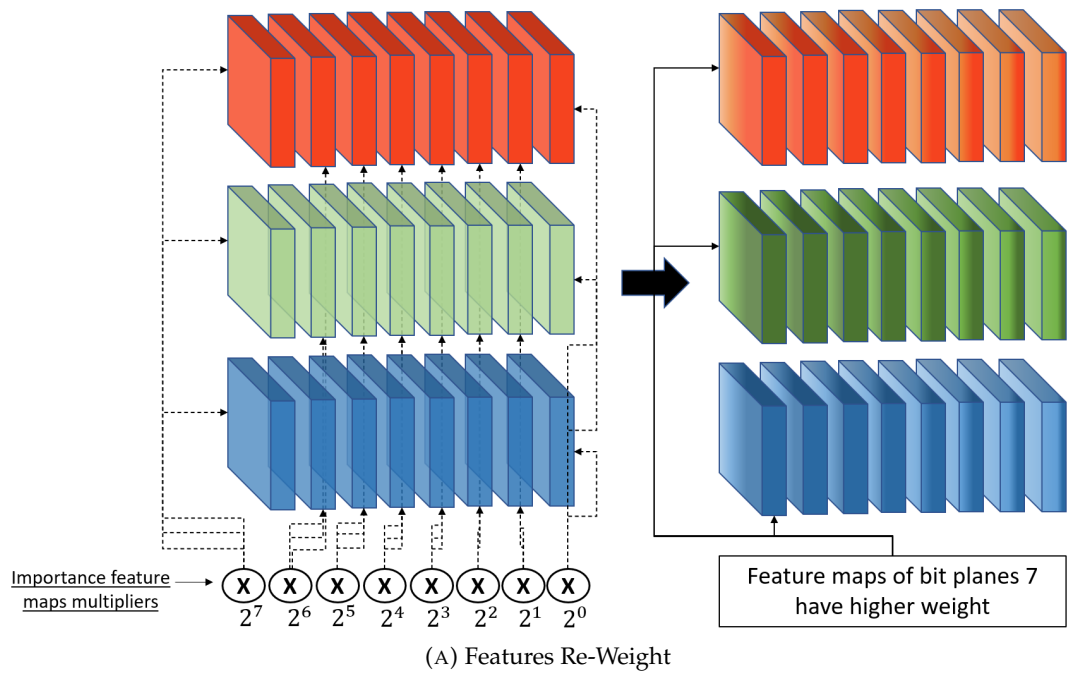 Importance feature
maps multipliers
X X X X X X X X
2⁷ 2⁶ 2⁵ 2⁴ 2³ 2² 2¹ 2⁰
Feature maps of bit planes 7
have higher weight
(A) Features Re-Weight